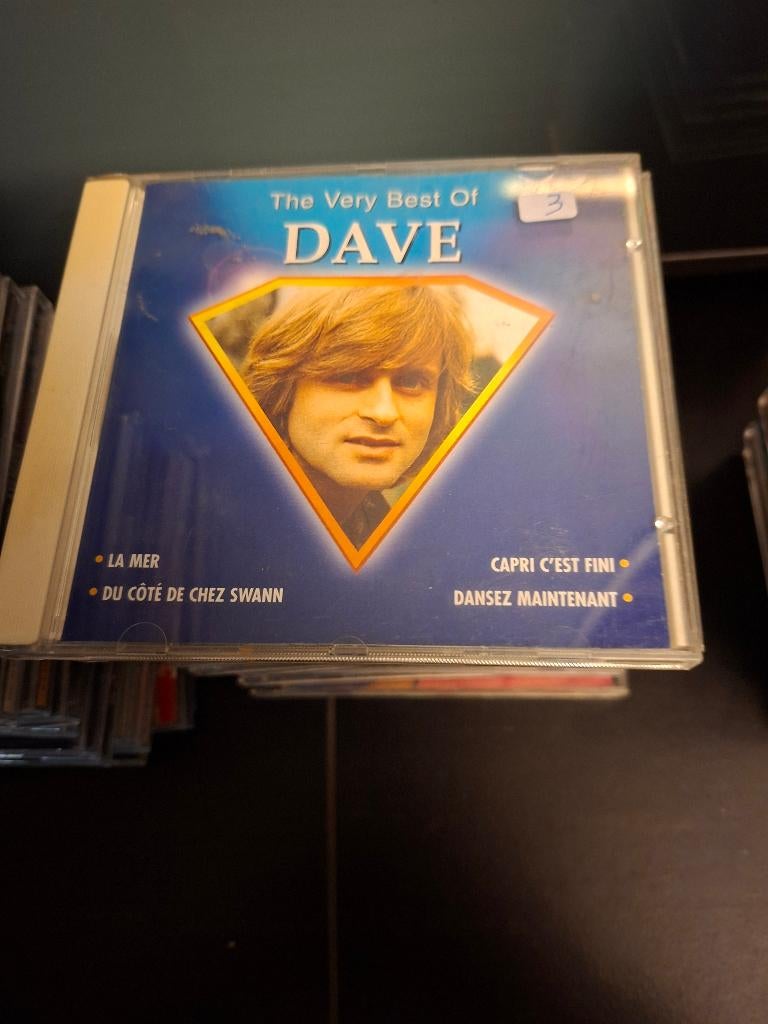 The Very Best Of
DAVE
3
• LA MER
• DU CÔTÉ DE CHEZ SWANN
CAPRI C'EST FINI •
DANSEZ MAINTENANT •